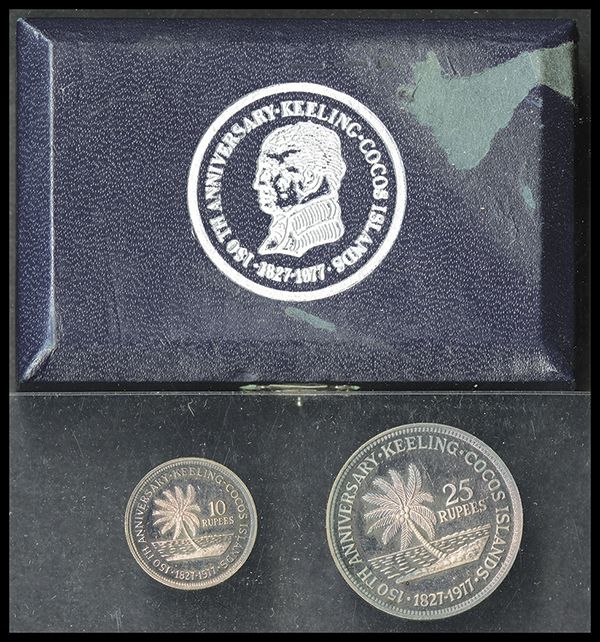 150 TH ANNIVERSARY·KEELING·COCOS ISLANDS·
1827-1977·
150 TH ANNIVERSARY·KEELING·COCOS ISLANDS·
10
RUPEES
1827-1977·
150 TH ANNIVERSARY·KEELING·COCOS ISLANDS·
25
RUPEES
1827-1977·